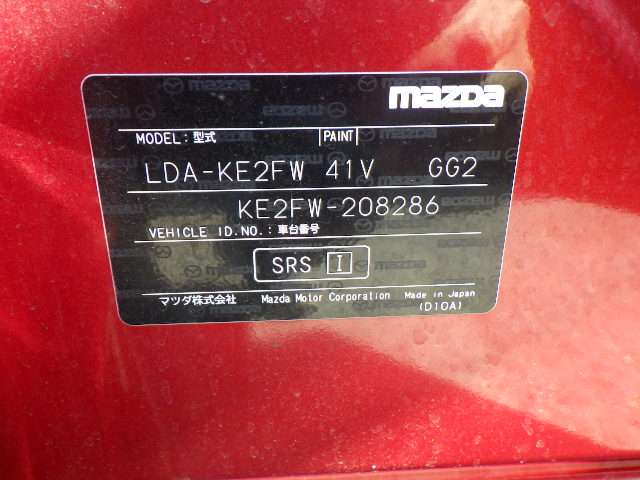 mazda
MODEL:型式 PAINT
LDA-KE2FW 41V GG2
KE2FW-208286
VEHICLE ID.NO.:車台番号
SRS I
マツダ株式会社 Mazda Motor Corporation Made in Japan
(D10A)